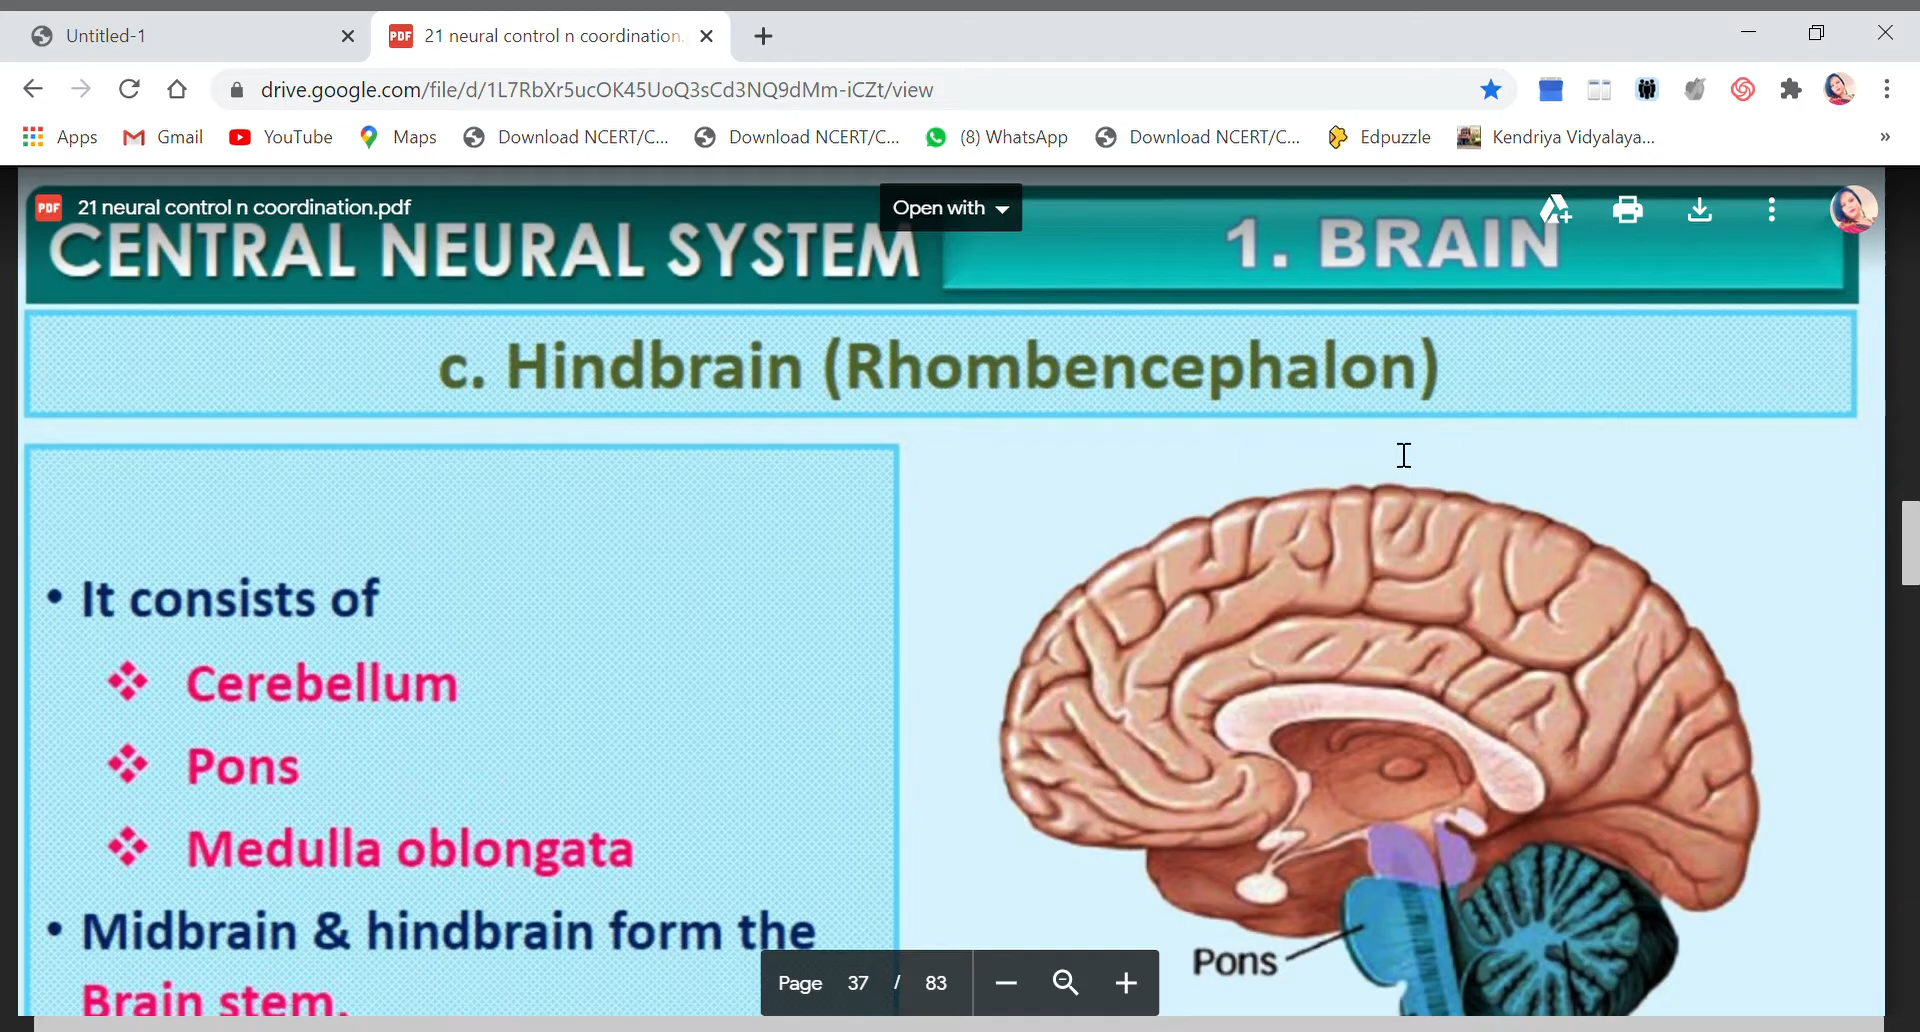 Untitled-1
PDF 21 neural control n coordination.
drive.google.com/file/d/1L7RbXr5ucOK45UoQ3sCd3NQ9dMm-iCZt/view
Apps Gmail YouTube Maps Download NCERT/C... Download NCERT/C... (8) WhatsApp Download NCERT/C... Edpuzzle Kendriya Vidyalaya... »
PDF 21 neural control n coordination.pdf Open with
CENTRAL NEURAL SYSTEM 1. BRAIN
c. Hindbrain (Rhombencephalon)
• It consists of
❖ Cerebellum
❖ Pons
❖ Medulla oblongata
• Midbrain & hindbrain form the
Brain stem.
Pons
Page 37 / 83